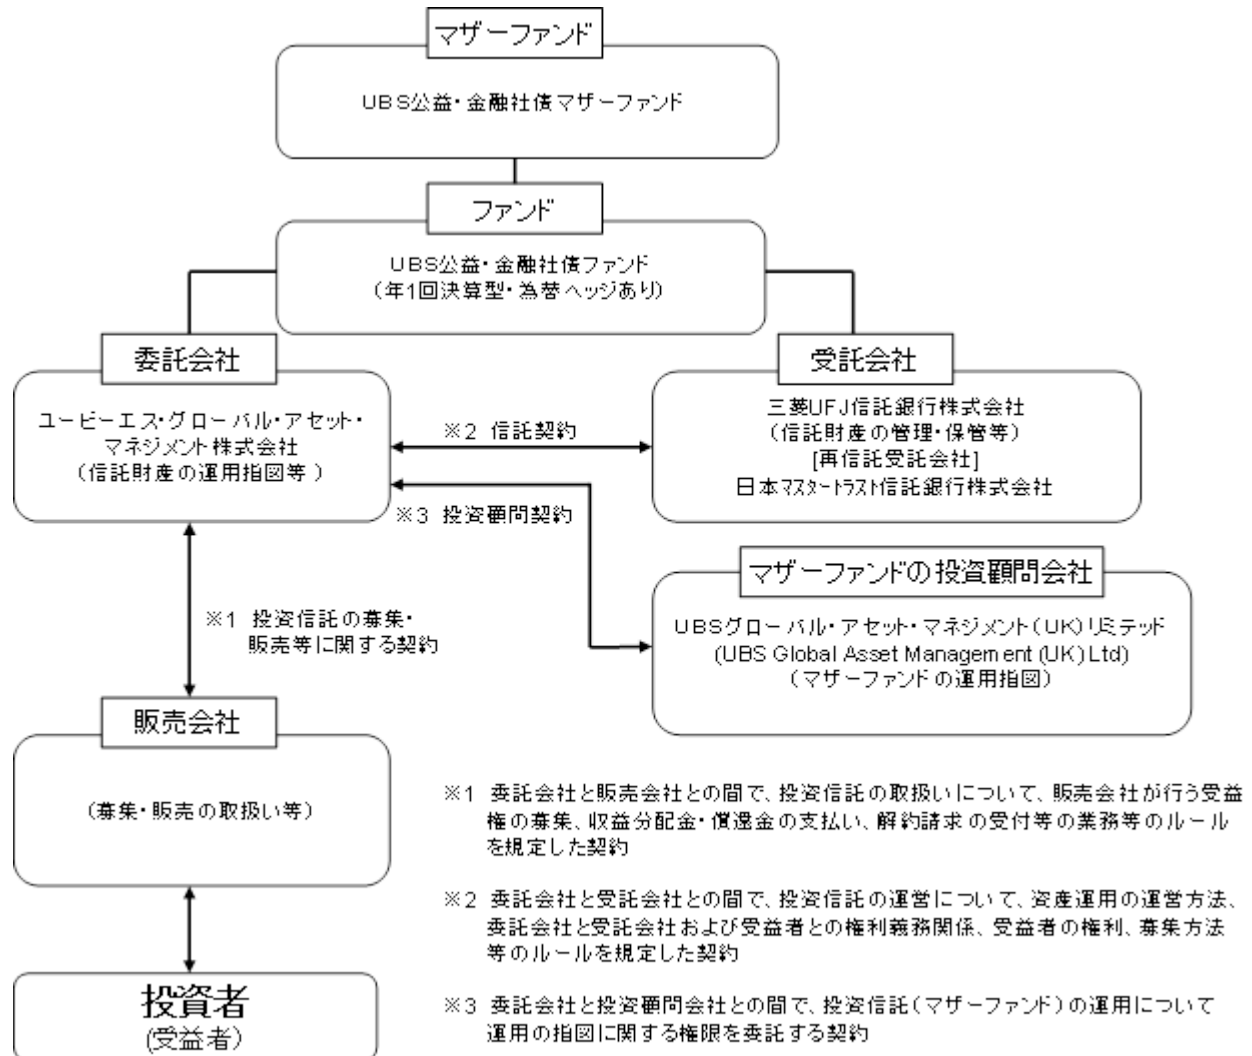 マザーファンド
UBS公益・金融社債マザーファンド
ファンド
UBS公益・金融社債ファンド
(年1回決算型・為替ヘッジあり)
委託会社
ユービーエス・グローバル・アセット・
マネジメント株式会社
(信託財産の運用指図等)
受託会社
三菱UFJ信託銀行株式会社
(信託財産の管理・保管等)
[再信託受託会社]
日本マスタートラスト信託銀行株式会社
※2 信託契約
※3 投資顧問契約
マザーファンドの投資顧問会社
UBSグローバル・アセット・マネジメント(UK)リミテッド
(UBS Global Asset Management (UK) Ltd)
(マザーファンドの運用指図)
※1 投資信託の募集・
販売等に関する契約
販売会社
(募集・販売の取扱い等)
投資者
(受益者)
※1 委託会社と販売会社との間で、投資信託の取扱いについて、販売会社が行う受益
権の募集、収益分配金・償還金の支払い、解約請求の受付等の業務等のルール
を規定した契約
※2 委託会社と受託会社との間で、投資信託の運営について、資産運用の運営方法、
委託会社と受託会社および受益者との権利義務関係、受益者の権利、募集方法
等のルールを規定した契約
※3 委託会社と投資顧問会社との間で、投資信託(マザーファンド)の運用について
運用の指図に関する権限を委託する契約